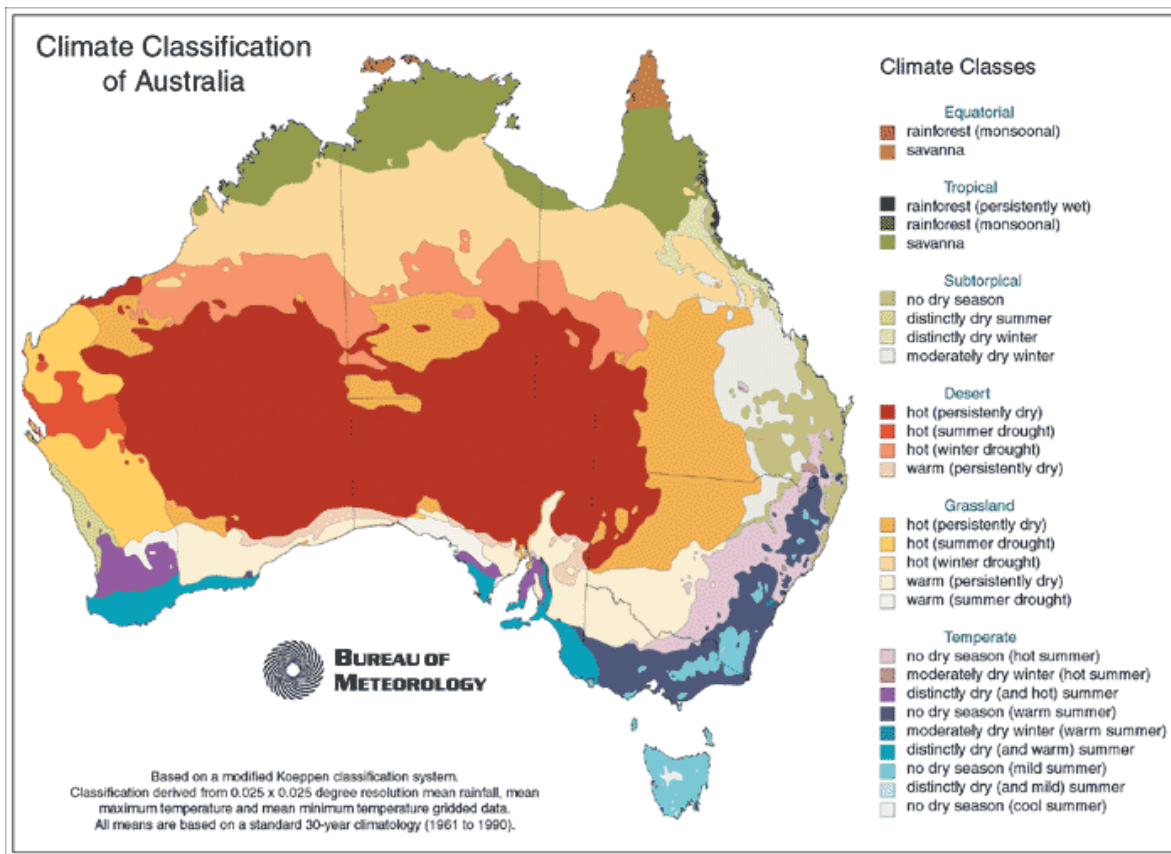 Climate Classification
of Australia
Climate Classes
Equatorial
rainforest (monsoonal)
savanna
Tropical
rainforest (persistently wet)
rainforest (monsoonal)
savanna
Subtorpical
no dry season
distinctly dry summer
distinctly dry winter
moderately dry winter
Desert
hot (persistenly dry)
hot (summer drought)
hot (winter drought)
warm (persistently dry)
Grassland
hot (persistently dry)
hot (summer drought)
hot (winter drought)
warm (persistently dry)
warm (summer drought)
Temperate
no dry season (hot summer)
moderately dry winter (hot summer)
distinctly dry (and hot) summer
no dry season (warm summer)
moderately dry winter (warm summer)
distinctly dry (and warm) summer
no dry season (mild summer)
distinctly dry (and mild) summer
no dry season (cool summer)
BUREAU OF
METEOROLOGY
Based on a modified Koeppen classification system.
Classification derived from 0.025 x 0.025 degree resolution mean rainfall, mean
maximum temperature and mean minimum temperature gridded data.
All means are based on a standard 30-year climatology (1961 to 1990).